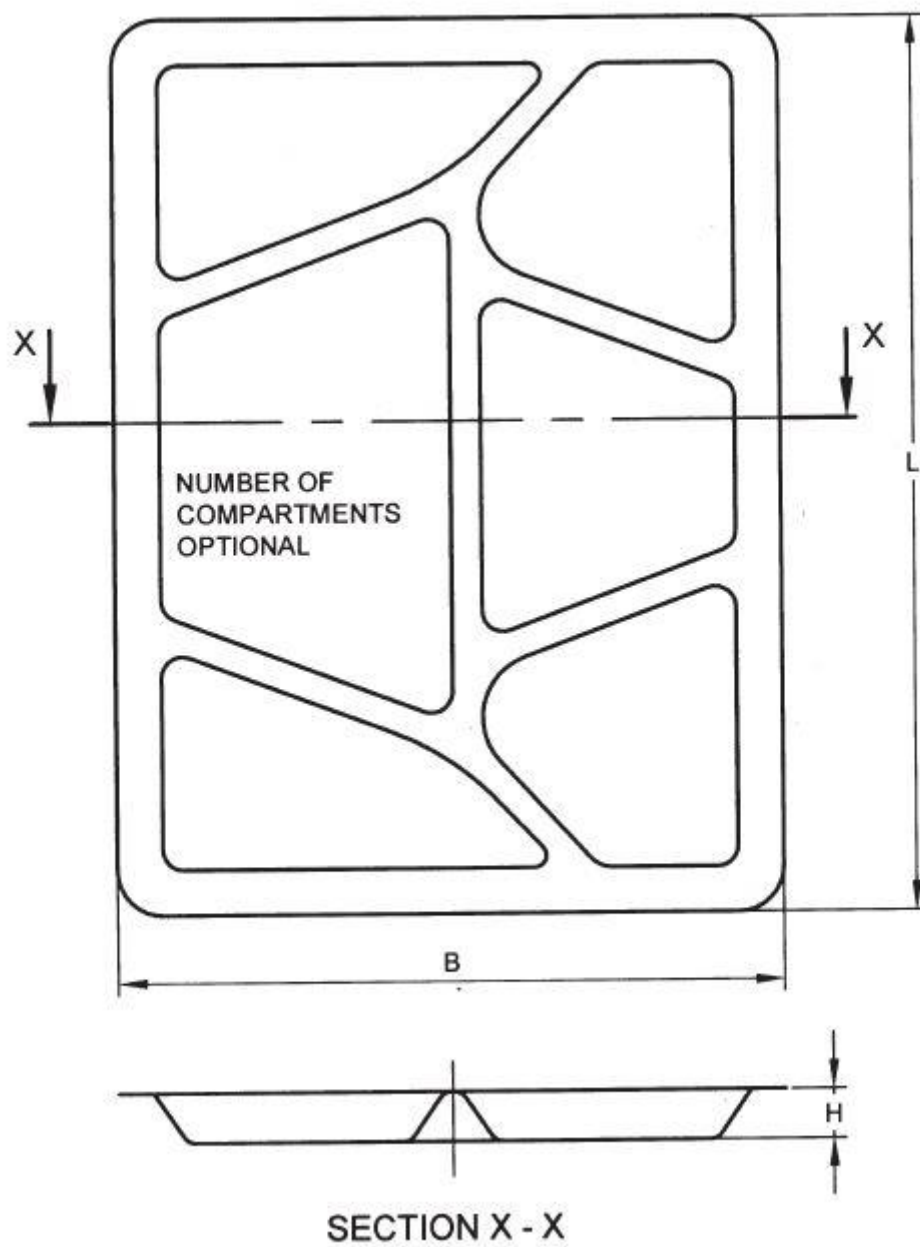 X X
L
NUMBER OF
COMPARTMENTS
OPTIONAL
B
H
SECTION X - X